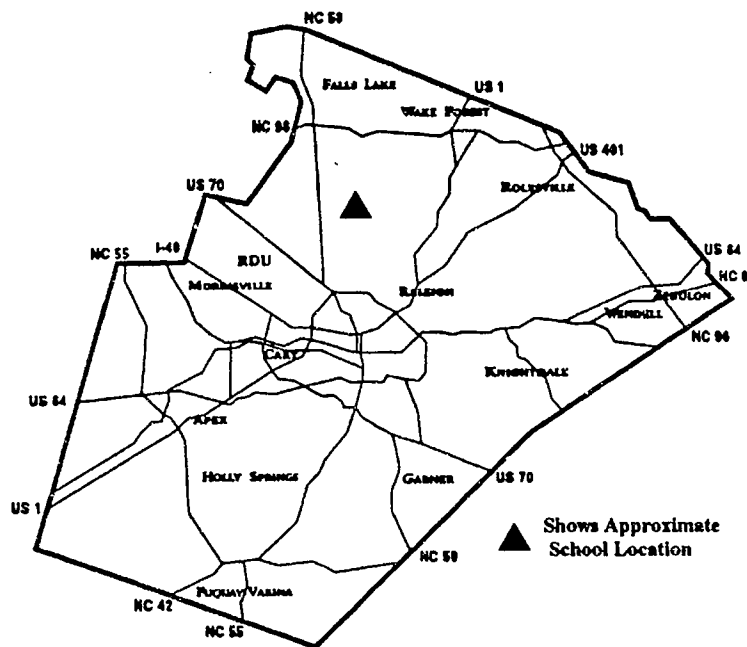 NC 50
FALLS LAKE
US 1
WAKE FOREST
NC 98
US 401
US 70
ROLESVILLE
I-40
NC 55
RDU
US 64
MORRISVILLE
RALEIGH
ZEBULON
WENDELL
NC 96
CARY
KNIGHTDALE
US 64
APEX
HOLLY SPRINGS
GARNER
US 70
US 1
Shows Approximate
School Location
NC 50
FUQUAY VARINA
NC 42
NC 55